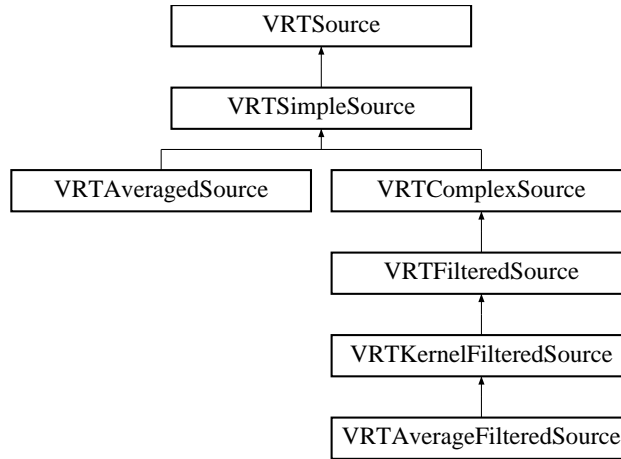 VRTSource
VRTSimpleSource
VRTAveragedSource
VRTComplexSource
VRTFilteredSource
VRTKernelFilteredSource
VRTAverageFilteredSource